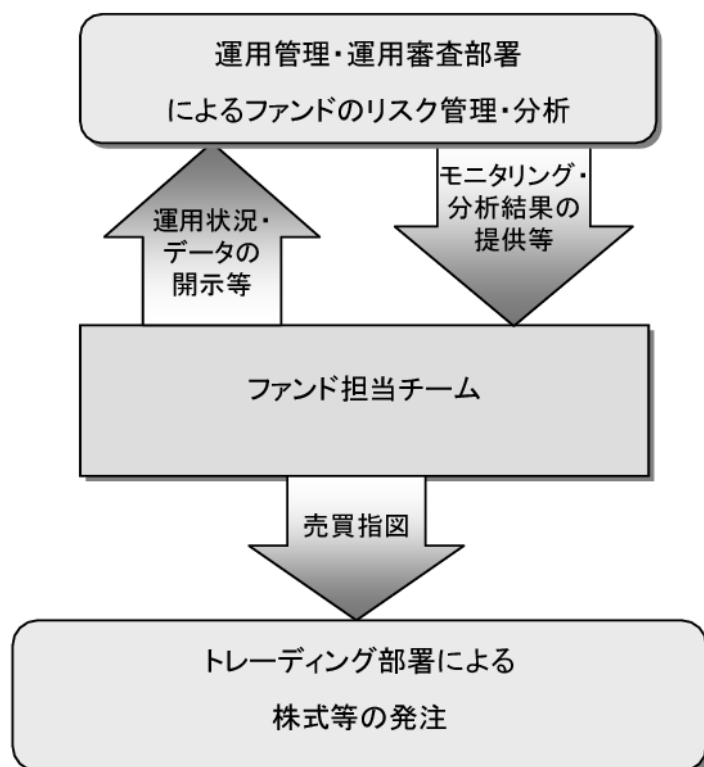 運用管理・運用審査部署
によるファンドのリスク管理・分析
運用状況・
データの
開示等
モニタリング・
分析結果の
提供等
ファンド担当チーム
売買指図
トレーディング部署による
株式等の発注